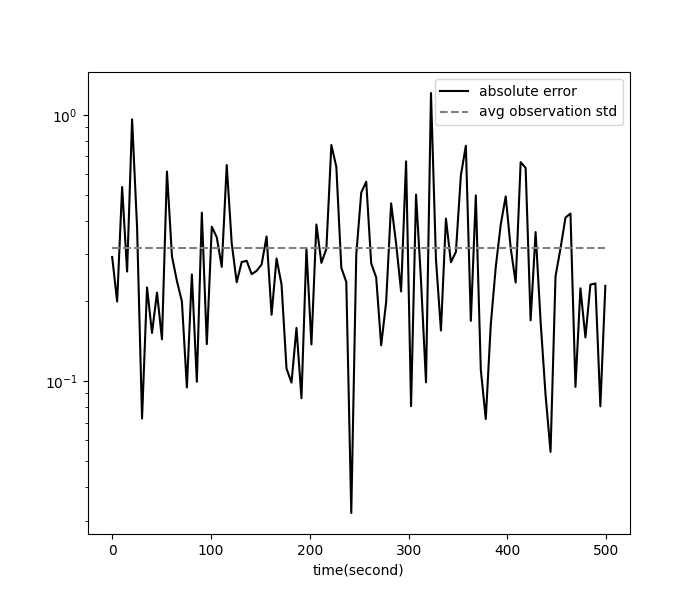 absolute error
avg observation std
10⁰
10⁻¹
0 100 200 300 400 500
time(second)